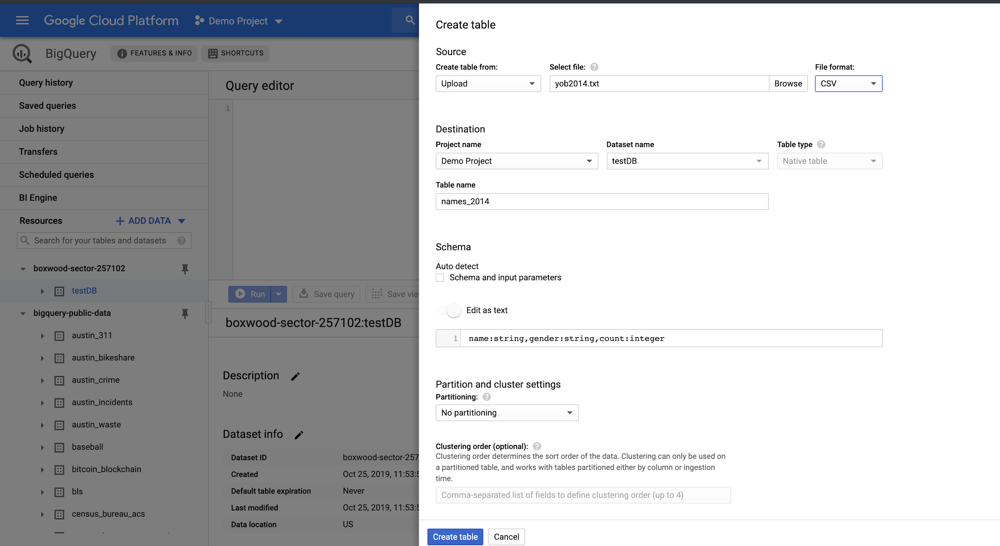 Google Cloud Platform
Demo Project
BigQuery
FEATURES & INFO
SHORTCUTS
Query history
Saved queries
Job history
Transfers
Scheduled queries
BI Engine
Resources
ADD DATA
Search for your tables and datasets
boxwood-sector-257102
testDB
bigquery-public-data
austin_311
austin_bikeshare
austin_crime
austin_incidents
austin_waste
baseball
bitcoin_blockchain
bls
census_bureau_acs
Query editor
1
Run
Save query
Save vie
boxwood-sector-257102:testDB
Description
None
Dataset info
Dataset ID boxwood-sector-257
Created Oct 25, 2019, 11:53:5
Default table expiration Never
Last modified Oct 25, 2019, 11:53:5
Data location US
Create table
Source
Create table from: Select file: File format:
Upload yob2014.txt Browse CSV
Destination
Project name Dataset name Table type
Demo Project testDB Native table
Table name
names_2014
Schema
Auto detect
Schema and input parameters
Edit as text
1 name:string,gender:string,count:integer
Partition and cluster settings
Partitioning:
No partitioning
Clustering order (optional):
Clustering order determines the sort order of the data. Clustering can only be used on
a partitioned table, and works with tables partitioned either by column or ingestion
time.
Comma-separated list of fields to define clustering order (up to 4)
Create table Cancel